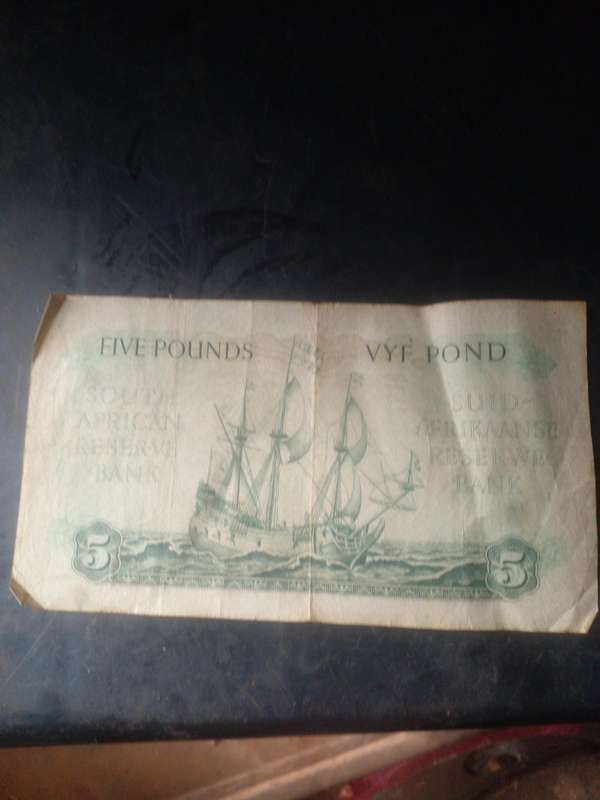 FIVE POUNDS
VYF POND
SOUTH
AFRICAN
RESERVE
BANK
SUID-
AFRIKAANSE
RESERWE-
BANK
5
5